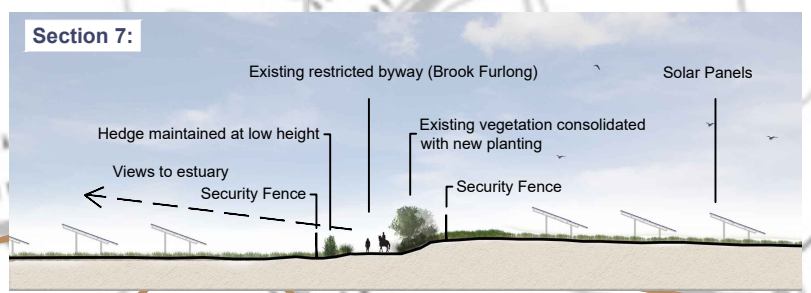 Section 7:
Existing restricted byway (Brook Furlong)
Solar Panels
Hedge maintained at low height
Existing vegetation consolidated
with new planting
Views to estuary
Security Fence
Security Fence